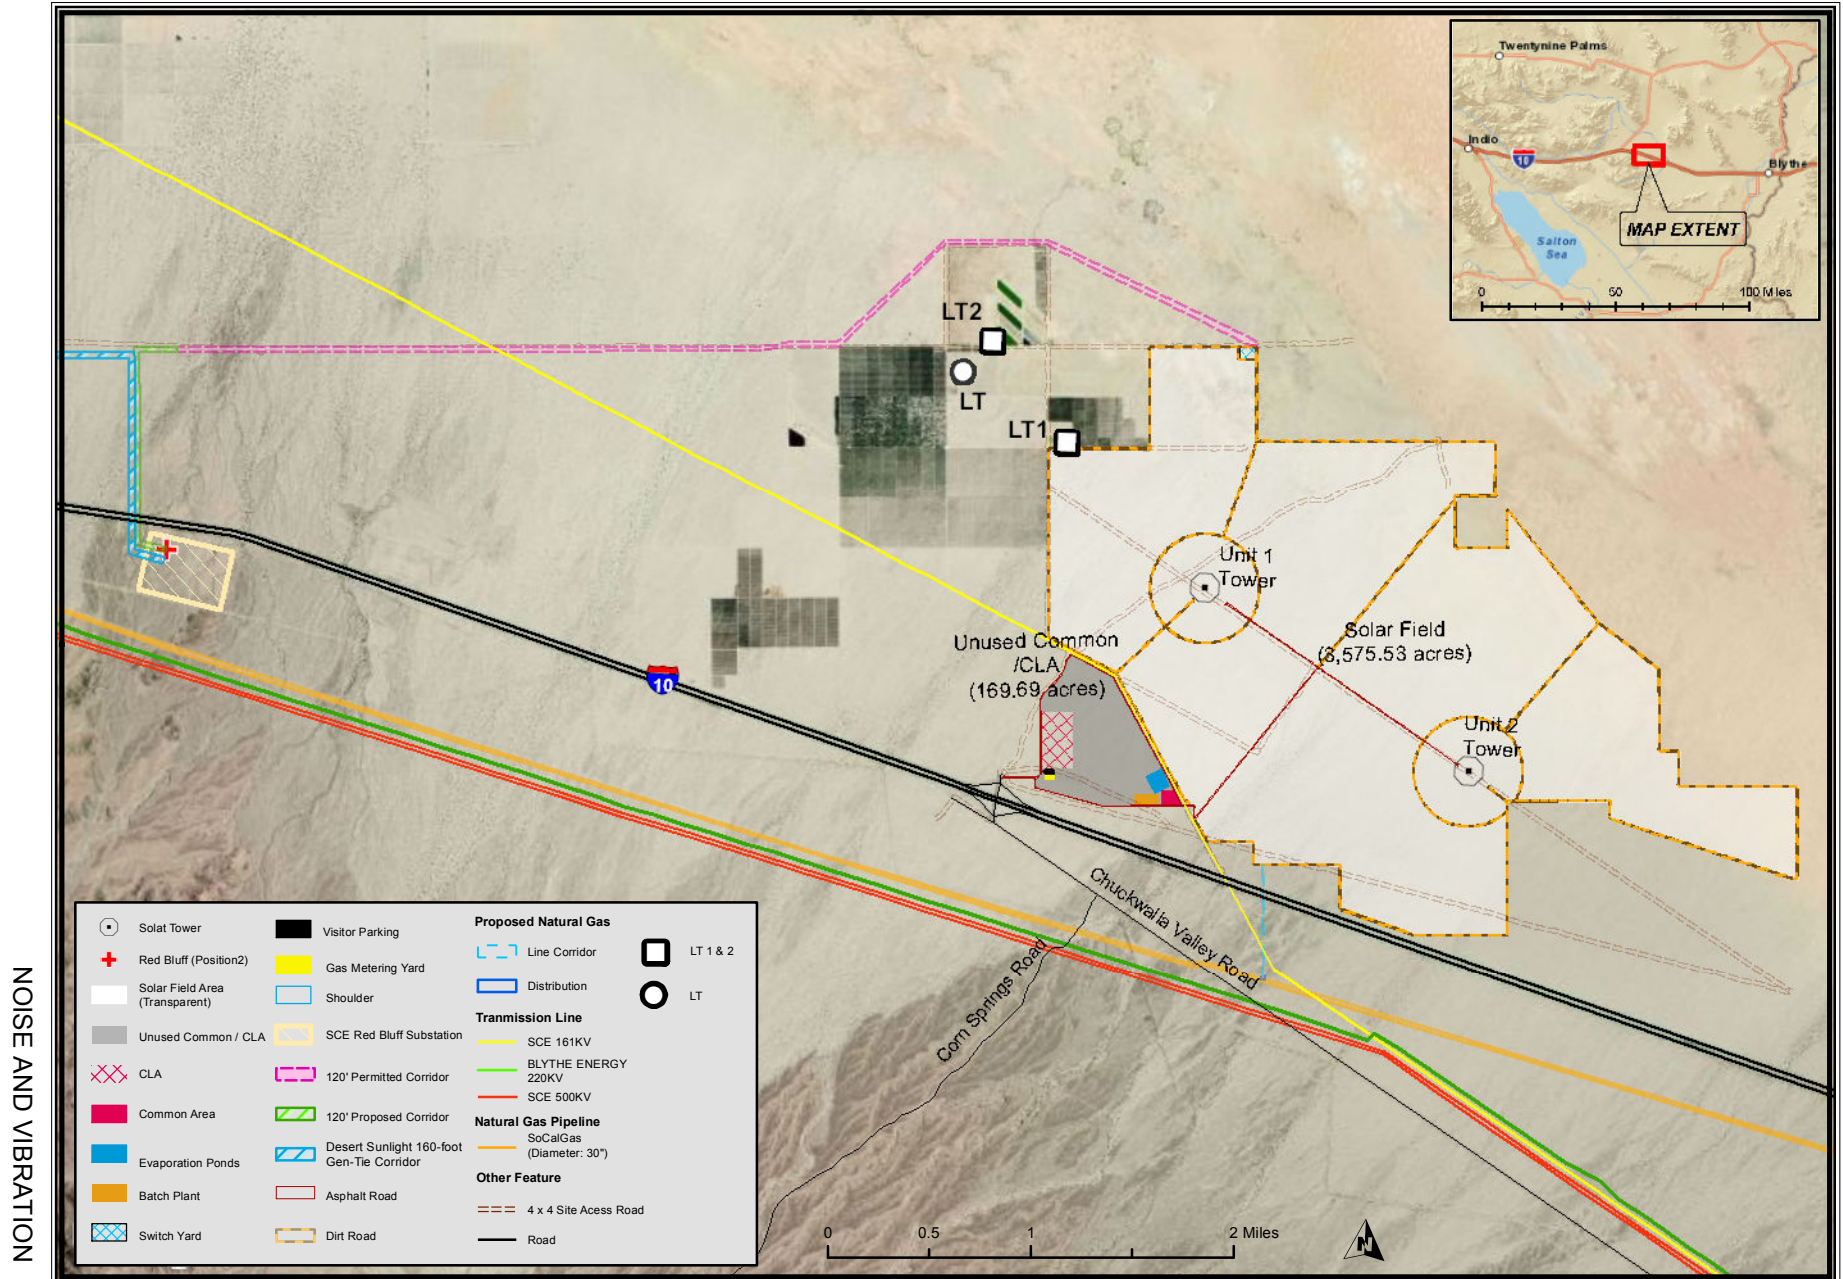 Twentynine Palms
Indio
10
Blythe
MAP EXTENT
Salton
Sea
0 50 100 Miles
LT2
LT
LT1
Unit 1
Tower
Unused Common
/CLA
(169.69 acres)
Solar Field
(3,575.53 acres)
10
Unit 2
Tower
Chuckwalla Valley Road
Corn Springs Road
Solat Tower
Red Bluff (Position2)
Solar Field Area
(Transparent)
Unused Common / CLA
CLA
Common Area
Evaporation Ponds
Batch Plant
Switch Yard
Visitor Parking
Gas Metering Yard
Shoulder
SCE Red Bluff Substation
120' Permitted Corridor
120' Proposed Corridor
Desert Sunlight 160-foot
Gen-Tie Corridor
Asphalt Road
Dirt Road
Proposed Natural Gas
Line Corridor
Distribution
Tranmission Line
SCE 161KV
BLYTHE ENERGY
220KV
SCE 500KV
Natural Gas Pipeline
SoCalGas
(Diameter: 30")
Other Feature
4 x 4 Site Acess Road
Road
LT 1 & 2
LT
0 0.5 1 2 Miles
N
NOISE AND VIBRATION